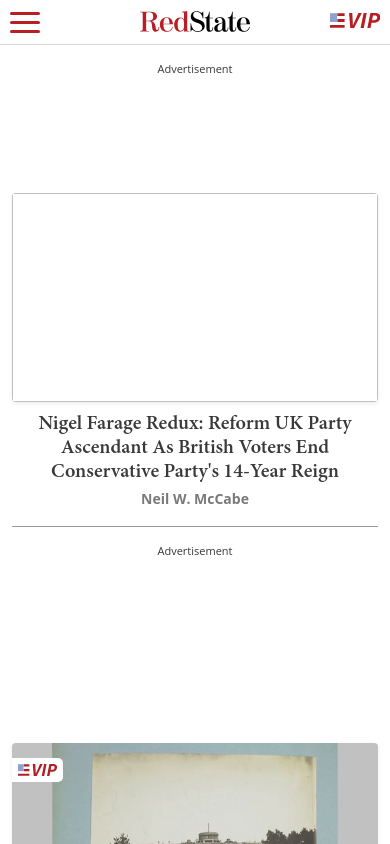 RedState
VIP
Advertisement
Nigel Farage Redux: Reform UK Party
Ascendant As British Voters End
Conservative Party's 14-Year Reign
Neil W. McCabe
Advertisement
VIP